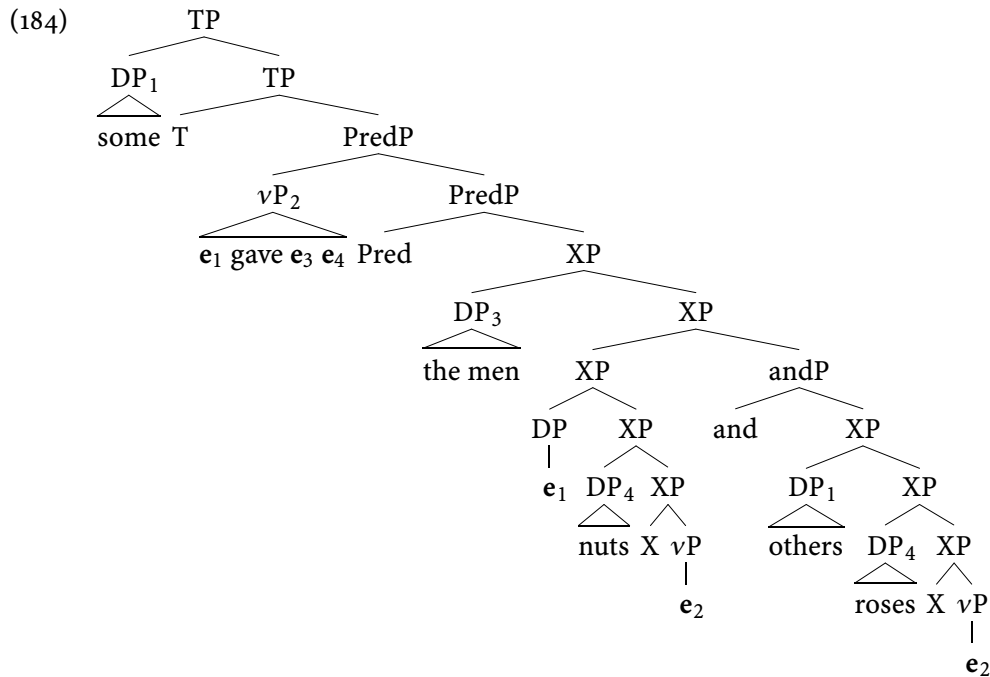 (184) TP
DP₁ TP
some T PredP
vP₂ PredP
e₁ gave e₃ e₄ Pred XP
DP₃ XP
the men XP andP
DP XP and XP
e₁ DP₄ XP DP₁ XP
nuts X vP others DP₄ XP
e₂ roses X vP
e₂